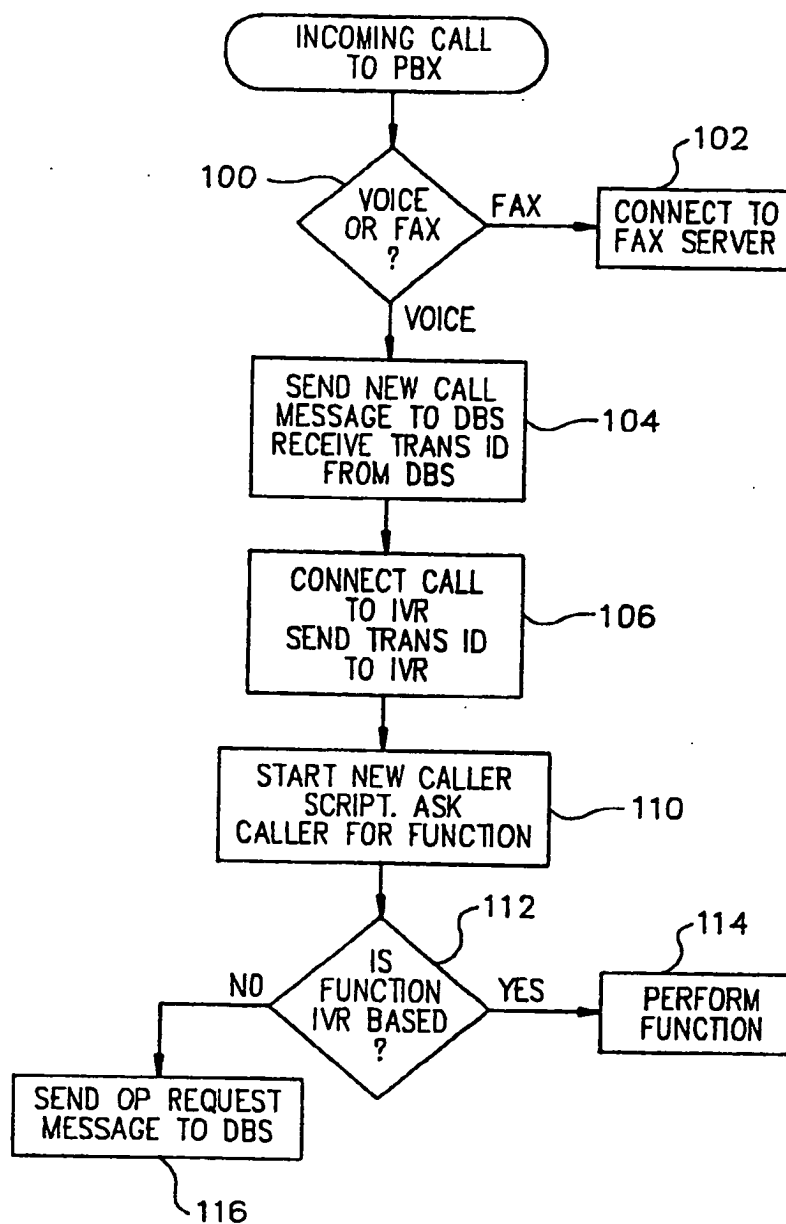 INCOMING CALL
TO PBX
100
VOICE
OR FAX
?
FAX
102
CONNECT TO
FAX SERVER
VOICE
SEND NEW CALL
MESSAGE TO DBS
RECEIVE TRANS ID
FROM DBS
104
CONNECT CALL
TO IVR
SEND TRANS ID
TO IVR
106
START NEW CALLER
SCRIPT. ASK
CALLER FOR FUNCTION
110
112
IS
FUNCTION
IVR BASED
?
NO
YES
114
PERFORM
FUNCTION
SEND OP REQUEST
MESSAGE TO DBS
116